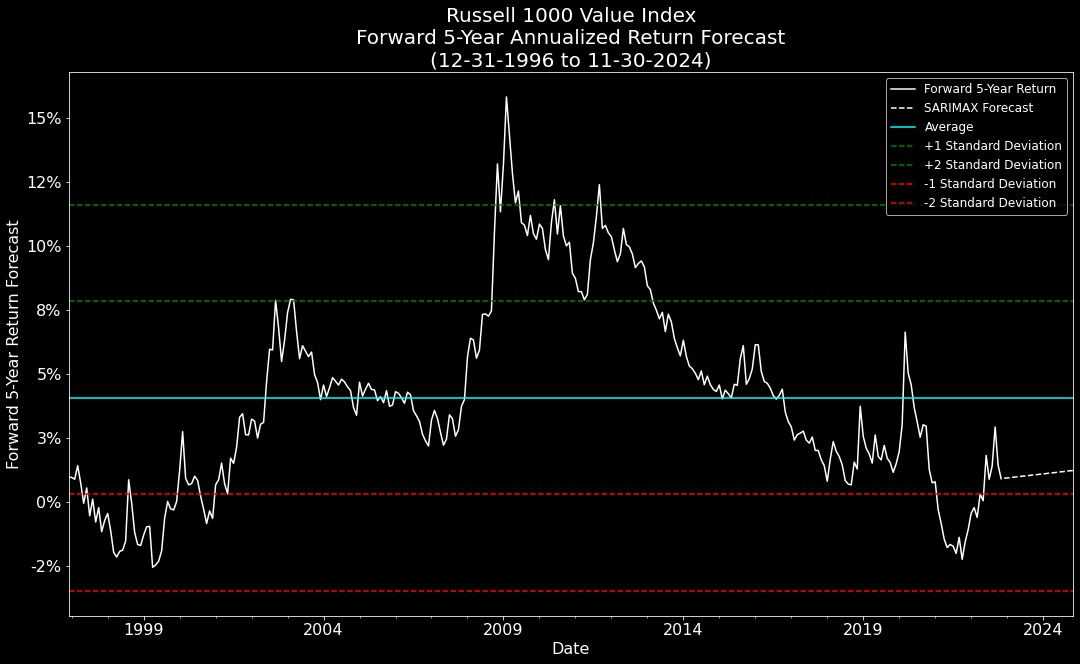 Russell 1000 Value Index
Forward 5-Year Annualized Return Forecast
(12-31-1996 to 11-30-2024)
Forward 5-Year Return
SARIMAX Forecast
Average
+1 Standard Deviation
+2 Standard Deviation
-1 Standard Deviation
-2 Standard Deviation
Forward 5-Year Return Forecast
15%
12%
10%
8%
5%
3%
0%
-2%
1999 2004 2009 2014 2019 2024
Date